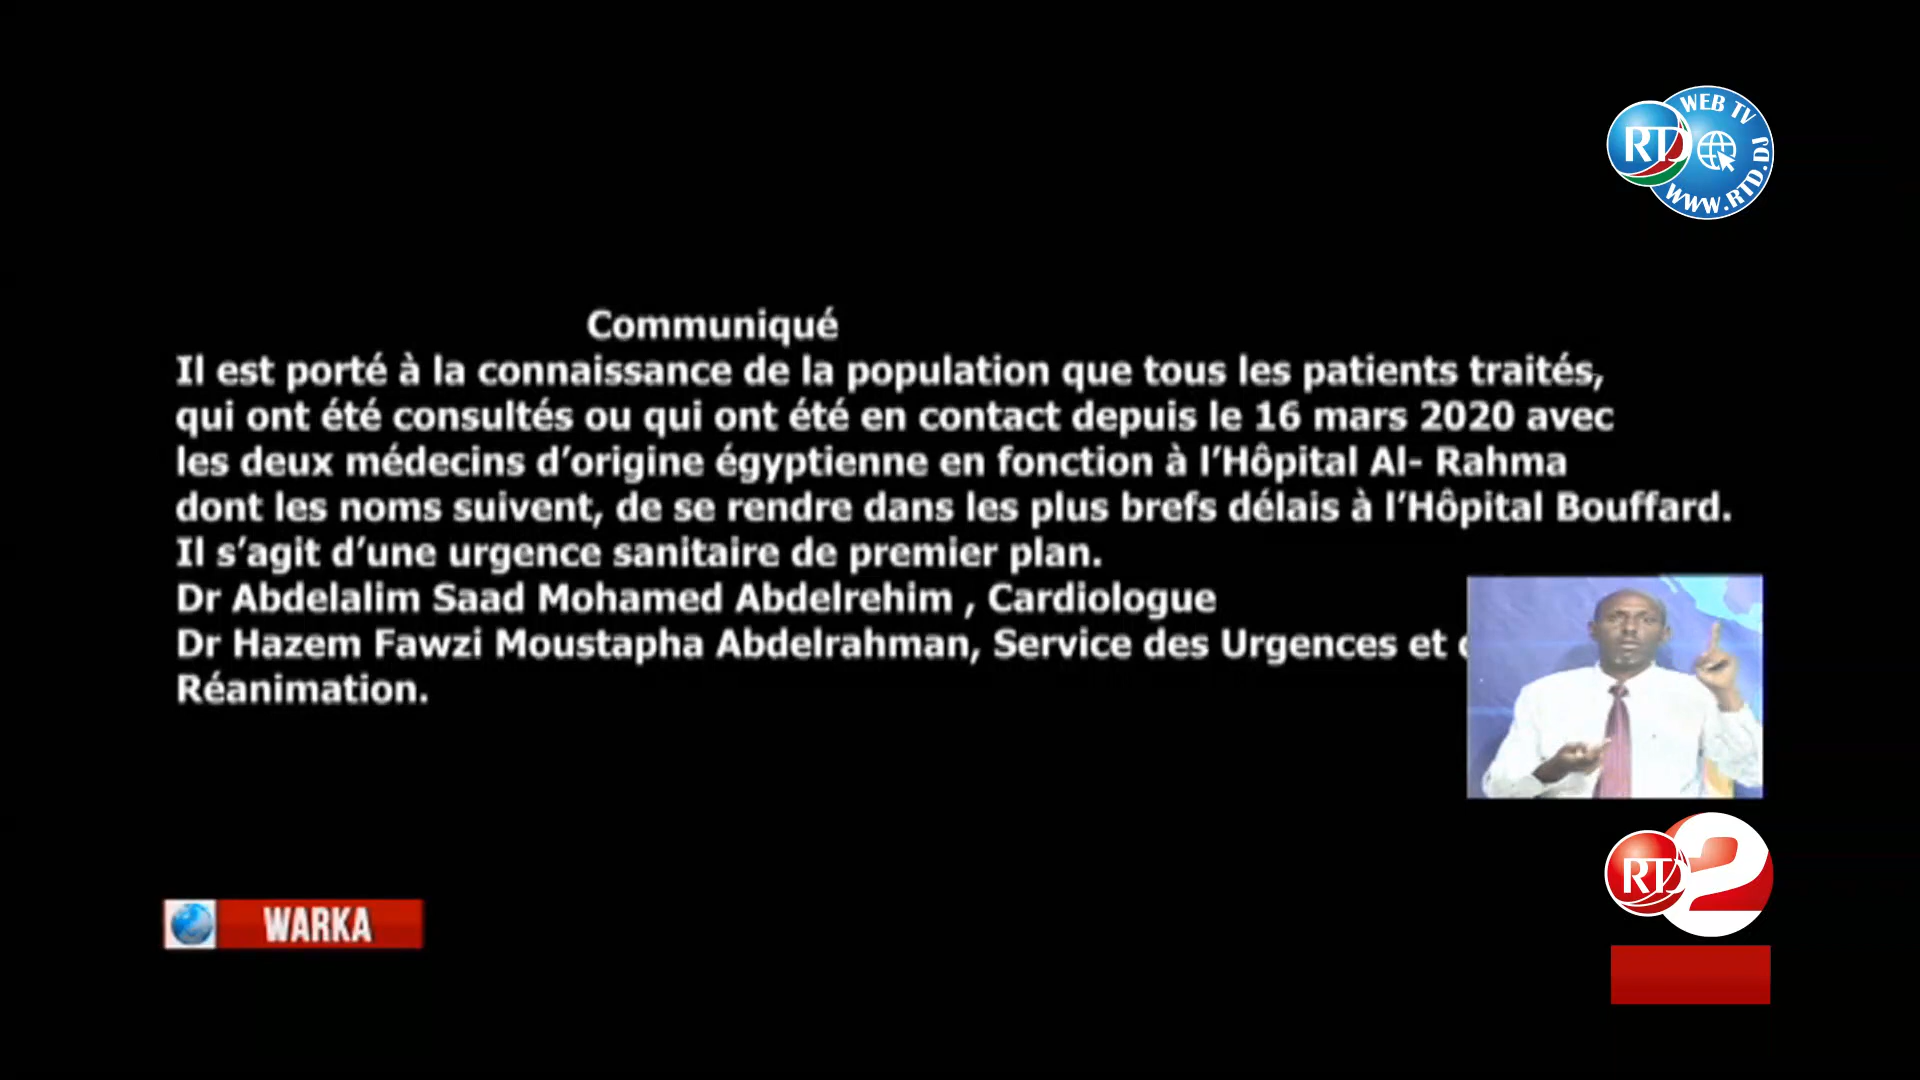 WEB TV
RTD
WWW.RTD.DJ
Communiqué
Il est porté à la connaissance de la population que tous les patients traités,
qui ont été consultés ou qui ont été en contact depuis le 16 mars 2020 avec
les deux médecins d’origine égyptienne en fonction à l’Hôpital Al- Rahma
dont les noms suivent, de se rendre dans les plus brefs délais à l’Hôpital Bouffard.
Il s’agit d’une urgence sanitaire de premier plan.
Dr Abdelalim Saad Mohamed Abdelrehim , Cardiologue
Dr Hazem Fawzi Moustapha Abdelrahman, Service des Urgences et
Réanimation.
RTD 2
WARKA